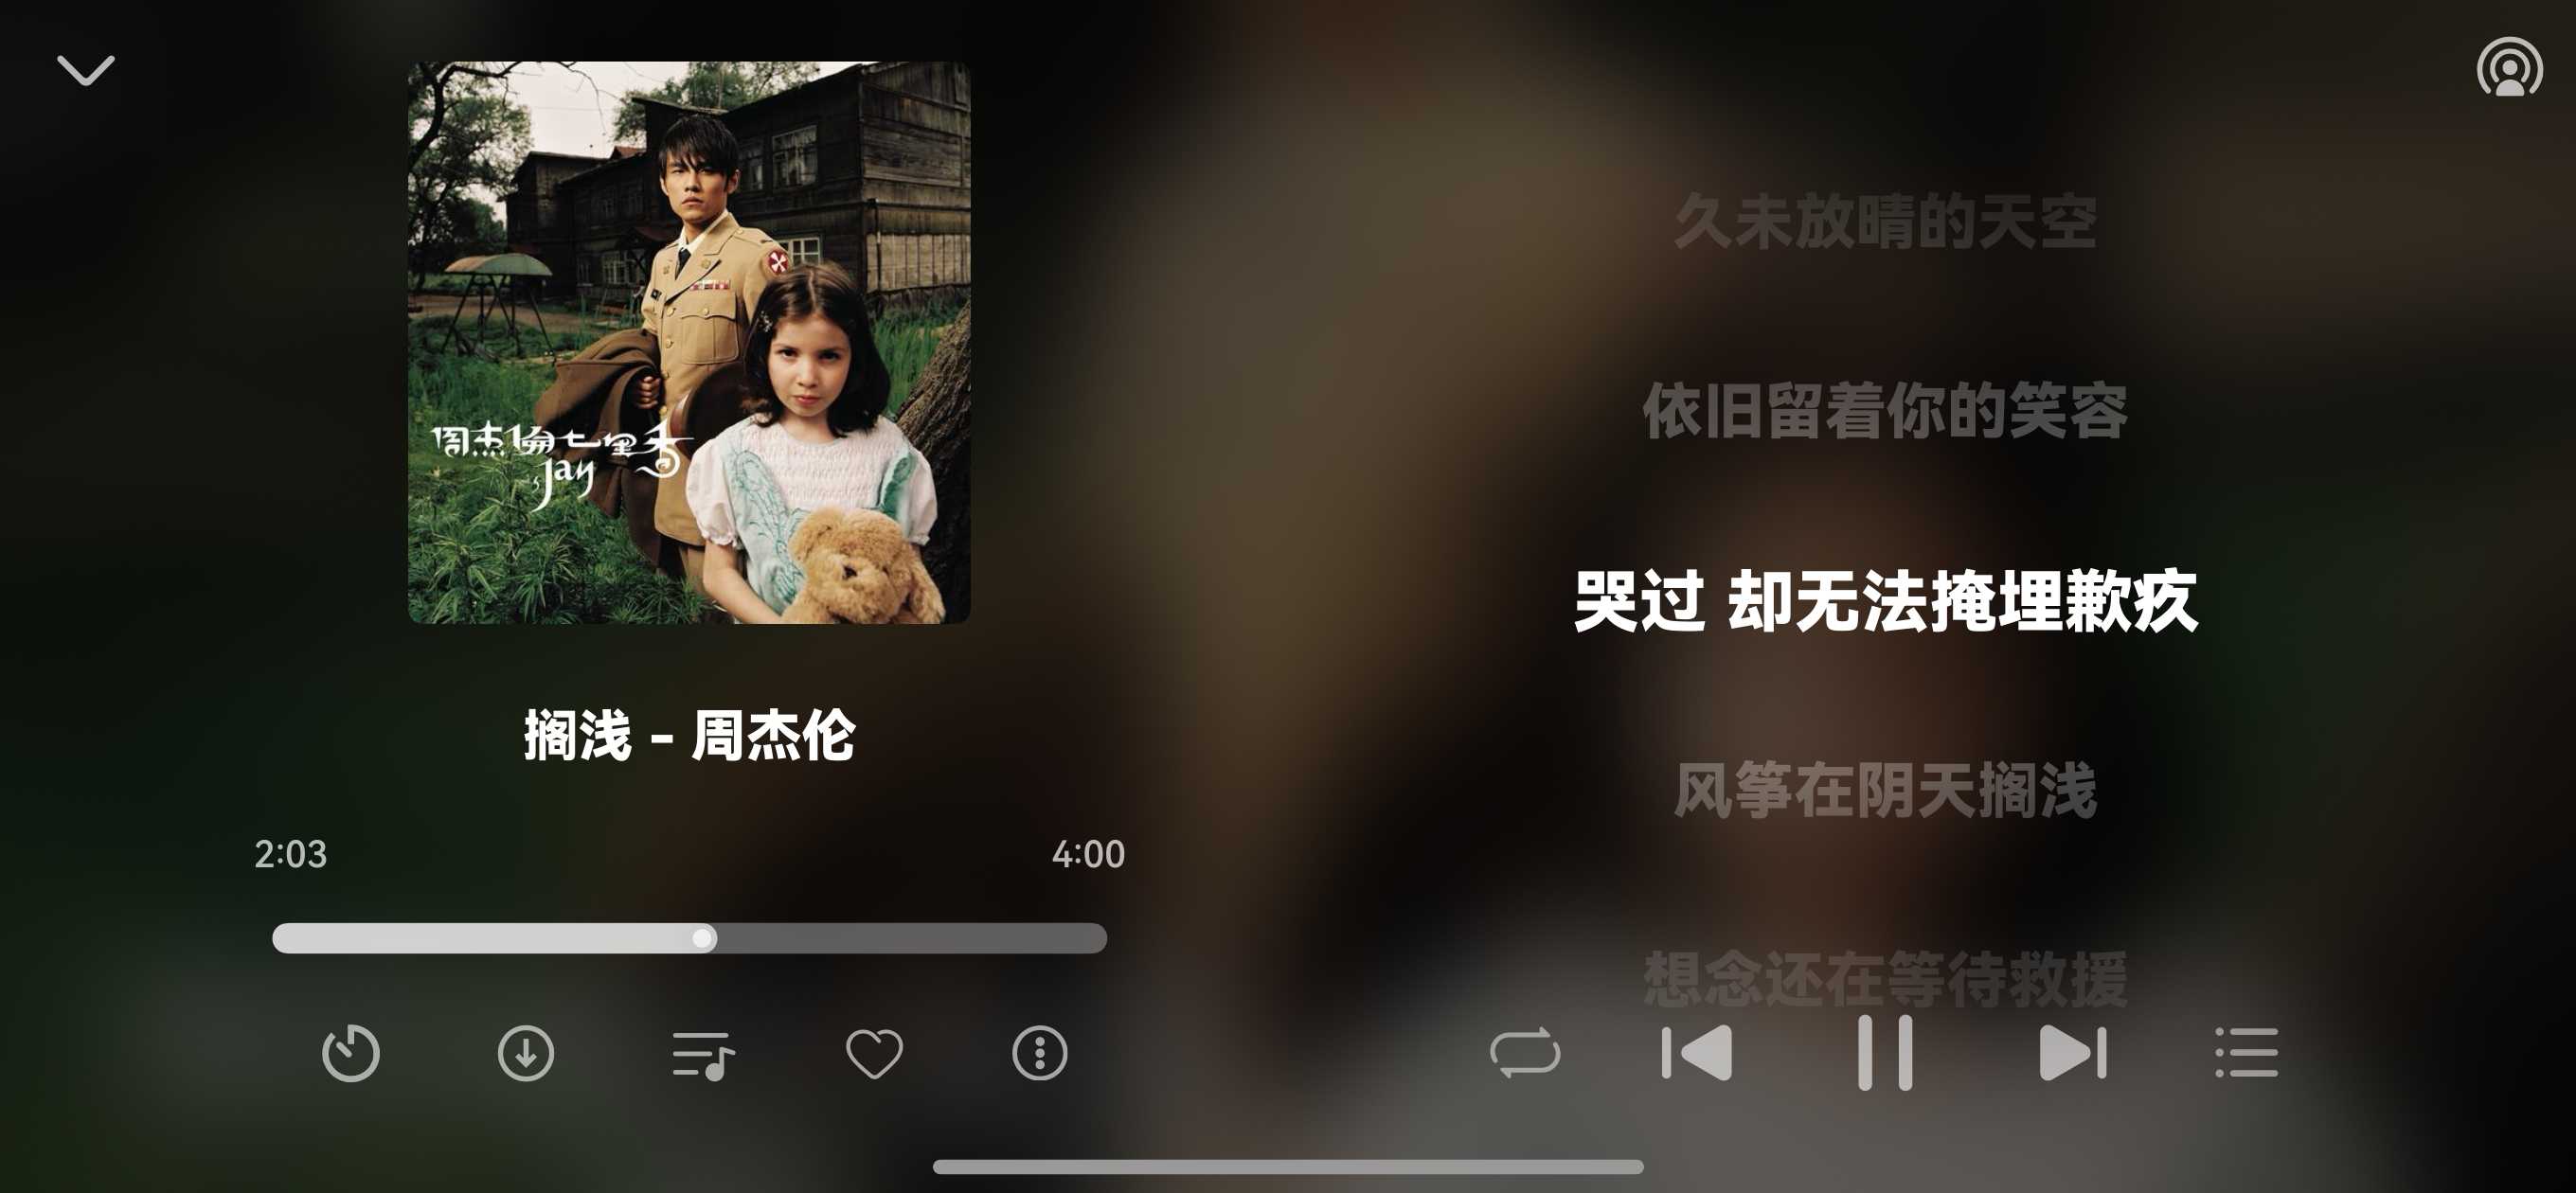 周杰倫 七里香
Jay
搁浅 - 周杰伦
2:03
4:00
久未放晴的天空
依旧留着你的笑容
哭过 却无法掩埋歉疚
风筝在阴天搁浅
想念还在等待救援